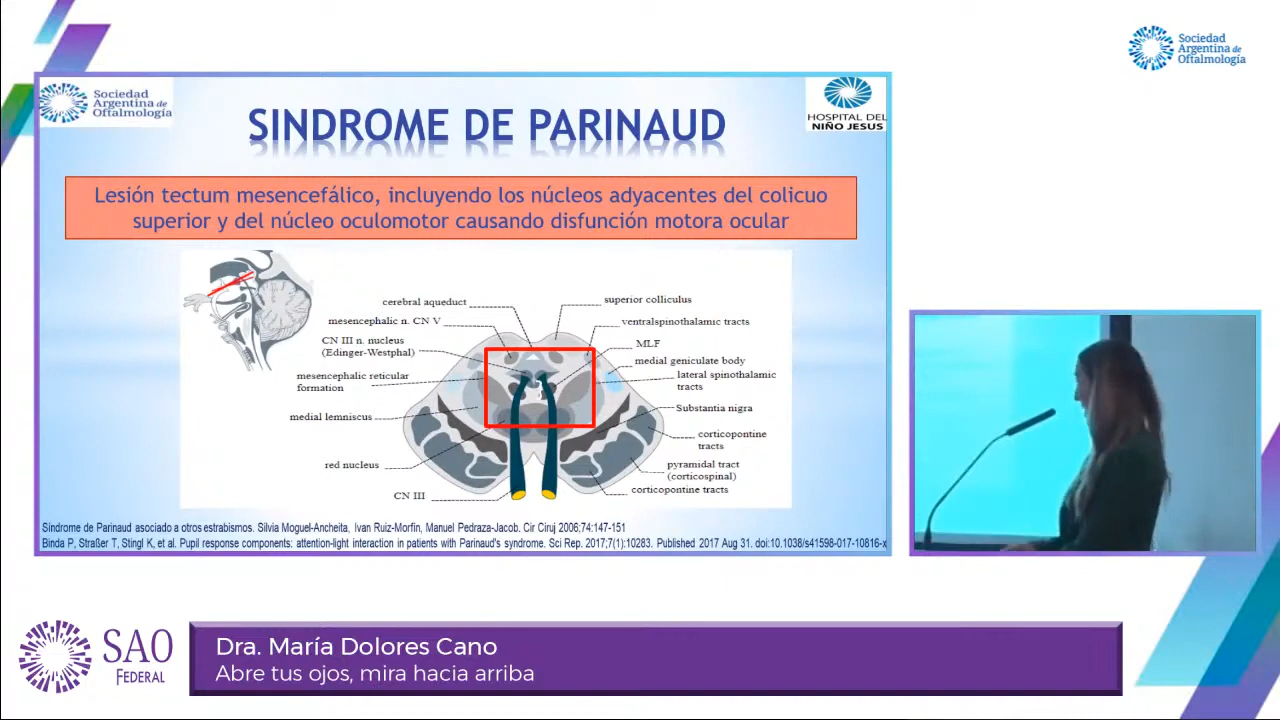 Sociedad
Argentina de
Oftalmología
Sociedad
Argentina de
Oftalmología
SINDROME DE PARINAUD
HOSPITAL DEL
NIÑO JESUS
Lesión tectum mesencefálico, incluyendo los núcleos adyacentes del colicuo
superior y del núcleo oculomotor causando disfunción motora ocular
cerebral aqueduct
superior colliculus
mesencephalic n. CN V
ventralspinothalamic tracts
CN III n. nucleus
(Edinger-Westphal)
MLF
medial geniculate body
mesencephalic reticular
formation
lateral spinothalamic
tracts
medial lemniscus
Substantia nigra
corticopontine
tracts
red nucleus
pyramidal tract
(corticospinal)
CN III
corticopontine tracts
Síndrome de Parinaud asociado a otros estrabismos. Silvia Moguel-Ancheita, Ivan Ruiz-Morfin, Manuel Pedraza-Jacob. Cir Ciruj 2006;74:147-151
Binda P, Straßer T, Stingl K, et al. Pupil response components: attention-light interaction in patients with Parinaud's syndrome. Sci Rep. 2017;7(1):10283. Published 2017 Aug 31. doi:10.1038/s41598-017-10816-x
SAO
FEDERAL
Dra. María Dolores Cano
Abre tus ojos, mira hacia arriba